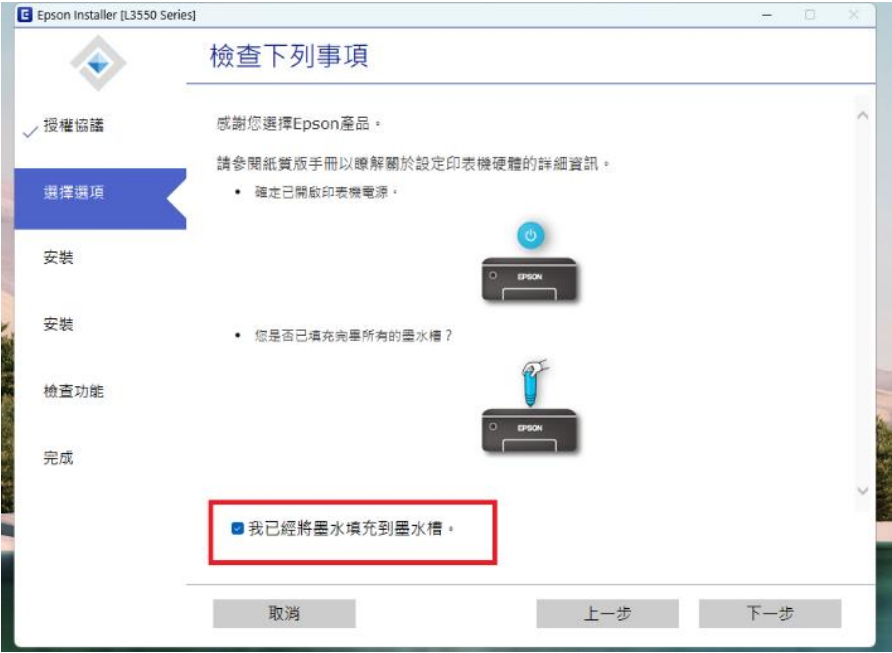 Epson Installer [L3550 Series]
檢查下列事項
授權協議
選擇選項
安裝
安裝
檢查功能
完成
感謝您選擇Epson產品。
請參閱紙質版手冊以瞭解關於設定印表機硬體的詳細資訊。
• 確定已開啟印表機電源。
EPSON
• 您是否已填充完畢所有的墨水槽？
EPSON
我已經將墨水填充到墨水槽。
取消
上一步
下一步